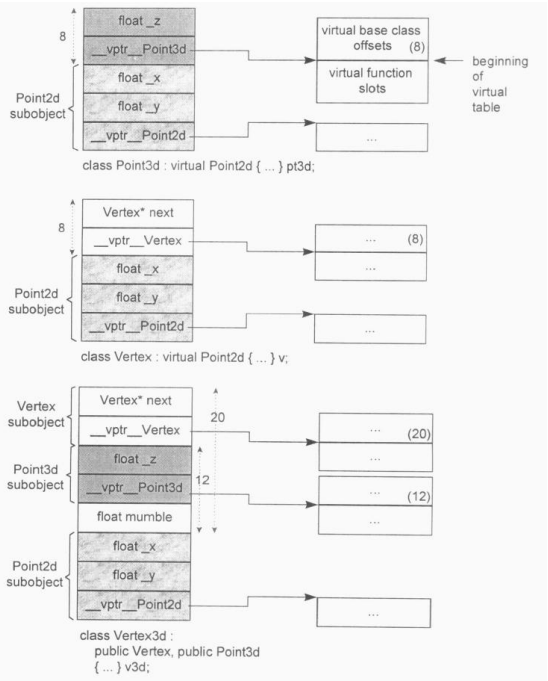 8
float _z
__vptr__Point3d
Point2d
subobject
float _x
float _y
__vptr__Point2d
virtual base class
offsets (8)
virtual function
slots
...
beginning
of
virtual
table
class Point3d : virtual Point2d { ... } pt3d;
8
Vertex* next
__vptr__Vertex
Point2d
subobject
float _x
float _y
__vptr__Point2d
... (8)
...
...
class Vertex : virtual Point2d { ... } v;
Vertex
subobject
Vertex* next
__vptr__Vertex
20
Point3d
subobject
float _z
__vptr__Point3d
12
float mumble
Point2d
subobject
float _x
float _y
__vptr__Point2d
... (20)
...
... (12)
...
...
class Vertex3d :
public Vertex, public Point3d
{ ... } v3d;